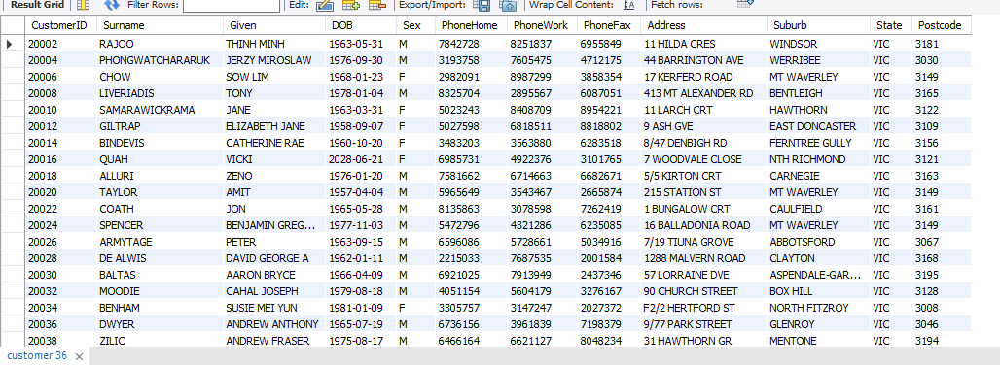 Result Grid Filter Rows: Edit: Export/Import: Wrap Cell Content: Fetch rows:
CustomerID Surname Given DOB Sex PhoneHome PhoneWork PhoneFax Address Suburb State Postcode
20002 RAJOO THINH MINH 1963-05-31 M 7842728 8251837 6955849 11 HILDA CRES WINDSOR VIC 3181
20004 PHONGWATCHARARUK JERZY MIROSLAW 1976-09-30 M 3193758 7605475 4712175 44 BARRINGTON AVE WERRIBEE VIC 3030
20006 CHOW SOW LIM 1968-01-23 F 2982091 8987299 3858354 17 KERFERD ROAD MT WAVERLEY VIC 3149
20008 LIVERIADIS TONY 1978-01-04 M 8325704 2895567 6087051 413 MT ALEXANDER RD BENTLEIGH VIC 3165
20010 SAMARAWICKRAMA JANE 1963-03-31 F 5023243 8408709 8954221 11 LARCH CRT HAWTHORN VIC 3122
20012 GILTRAP ELIZABETH JANE 1958-09-07 F 5027598 6818511 8818802 9 ASH GVE EAST DONCASTER VIC 3109
20014 BINDEVIS CATHERINE RAE 1960-10-20 F 3483203 3563880 6283518 8/47 DENBIGH RD FERNTREE GULLY VIC 3156
20016 QUAH VICKI 2028-06-21 F 6985731 4922376 3101765 7 WOODVALE CLOSE NTH RICHMOND VIC 3121
20018 ALLURI ZENO 1976-01-20 M 7581662 6714663 6682671 5/5 KIRTON CRT CARNEGIE VIC 3163
20020 TAYLOR AMIT 1957-04-04 M 5965649 3543467 2665874 215 STATION ST MT WAVERLEY VIC 3149
20022 COATH JON 1965-05-28 M 8135863 3078598 7262419 1 BUNGALOW CRT CAULFIELD VIC 3161
20024 SPENCER BENJAMIN GREG... 1977-11-03 M 5472796 4321286 6235085 16 BALLADONIA ROAD MT WAVERLEY VIC 3149
20026 ARMYTAGE PETER 1963-09-15 M 6596086 5728661 5034916 7/19 TIUNA GROVE ABBOTSFORD VIC 3067
20028 DE ALWIS DAVID GEORGE A 1962-01-11 M 2215033 7687535 2001584 1288 MALVERN ROAD CLAYTON VIC 3168
20030 BALTAS AARON BRYCE 1966-04-09 M 6921025 7913949 2437346 57 LORRAINE DVE ASPENDALE-GAR... VIC 3195
20032 MOODIE CAHAL JOSEPH 1979-08-18 M 4051154 5604179 3276167 90 CHURCH STREET BOX HILL VIC 3128
20034 BENHAM SUSIE MEI YUN 1981-01-09 F 3305757 3147247 2027372 F2/2 HERTFORD ST NORTH FITZROY VIC 3008
20036 DWYER ANDREW ANTHONY 1965-07-19 M 6736156 3961839 7198379 9/77 PARK STREET GLENROY VIC 3046
20038 ZILIC ANDREW FRASER 1975-08-17 M 6466164 6621127 8048234 31 HAWTHORN GR MENTONE VIC 3194
customer 36